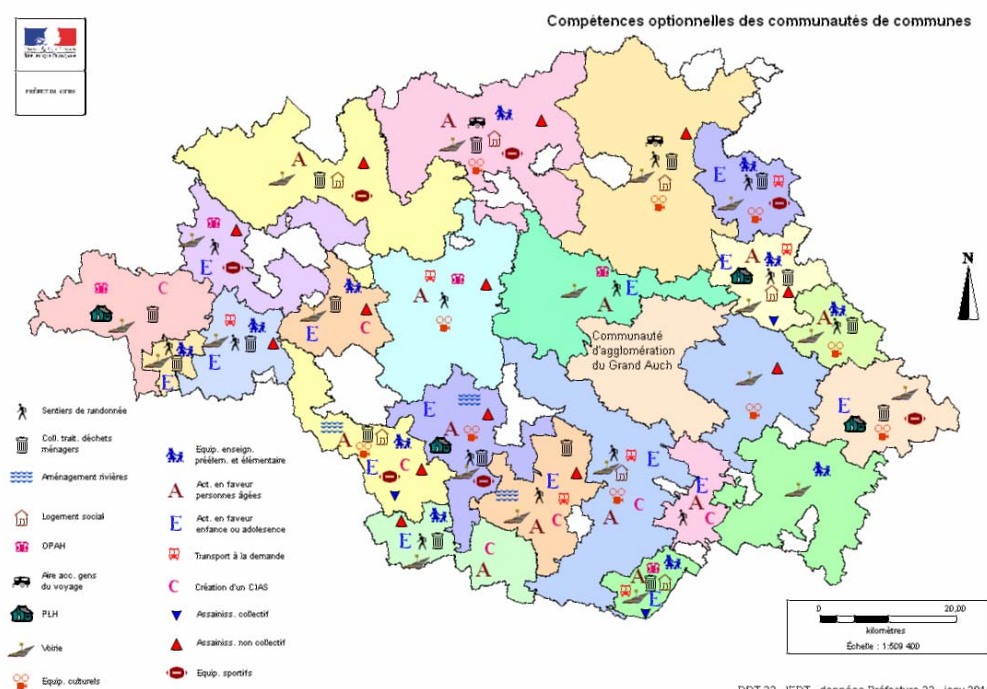 Compétences optionnelles des communautés de communes
N
Communauté
d'agglomération
du Grand Auch
Sentiers de randonnée
Coll. trait. déchets
ménagers
Aménagement rivières
Logement social
OPAH
Aire acc. gens
du voyage
PLH
Voirie
Equip. culturels
Equip. enseign.
préélem. et élémentaire
A
Act. en faveur
personnes âgées
E
Act. en faveur
enfance ou adolesence
Transport à la demande
C
Création d'un CIAS
Assainiss. collectif
Assainiss. non collectif
Equip. sportifs
0 20,00
kilomètres
Échelle : 1:509 400